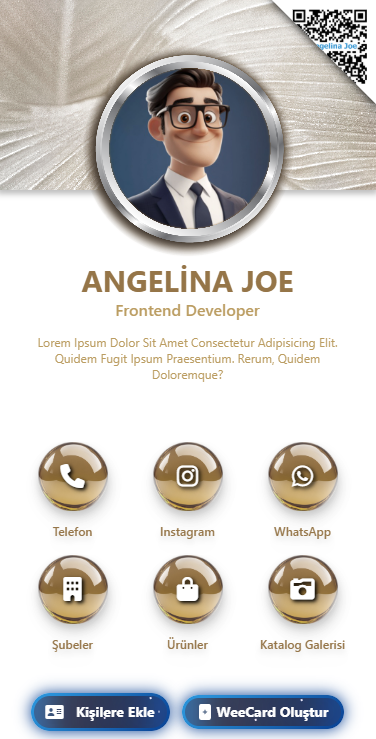 Angelina Joe
ANGELİNA JOE
Frontend Developer
Lorem Ipsum Dolor Sit Amet Consectetur Adipisicing Elit.
Quidem Fugit Ipsum Praesentium. Rerum, Quidem
Doloremque?
Telefon
Instagram
WhatsApp
Şubeler
Ürünler
Katalog Galerisi
Kişilere Ekle
WeeCard Oluştur